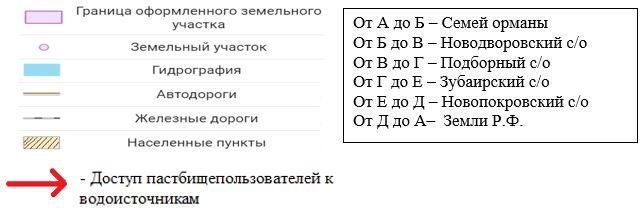 Граница оформленного земельного
участка
Земельный участок
Гидрография
Автодороги
Железные дороги
Населенные пункты
- Доступ пастбищепользователей к
водоисточникам
От А до Б – Семей орманы
От Б до В – Новодворовский с/о
От В до Г – Подборный с/о
От Г до Е – Зубаирский с/о
От Е до Д – Новопокровский с/о
От Д до А– Земли Р.Ф.